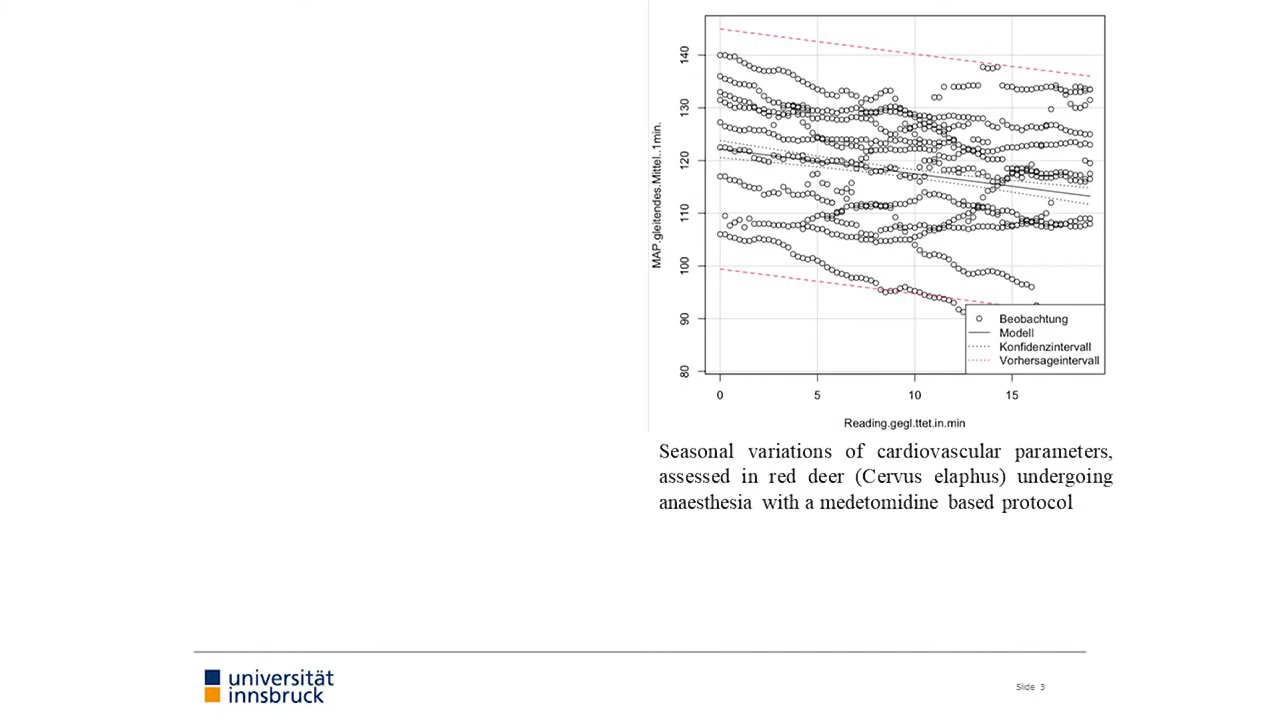 140
130
120
110
100
90
80
MAP.gleitendes.Mittel..1min.
Beobachtung
Modell
Konfidenzintervall
Vorhersageintervall
0 5 10 15
Reading.gegl.ttet.in.min
Seasonal variations of cardiovascular parameters,
assessed in red deer (Cervus elaphus) undergoing
anaesthesia with a medetomidine based protocol
universität
innsbruck
Slide 3